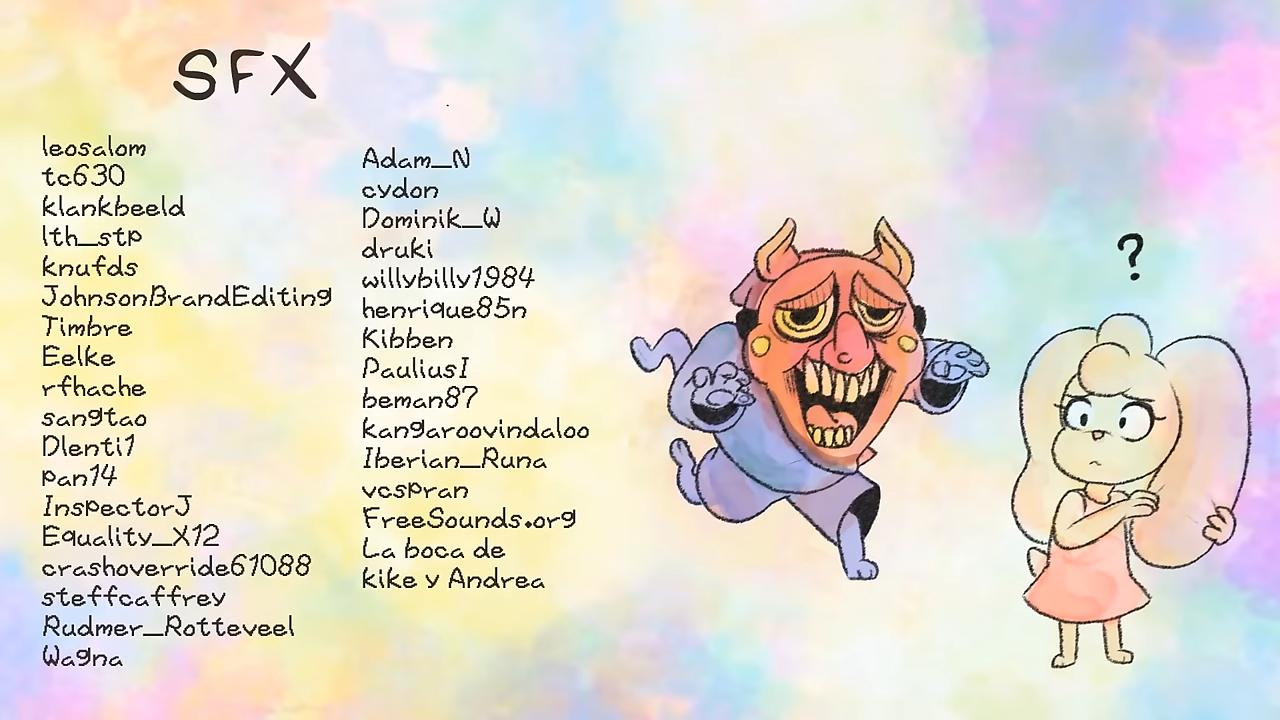 SFX
leosalom
tc630
klankbeeld
lth_stp
knufds
JohnsonBrandEditing
Timbre
Eelke
rfhache
sangtao
Dlenti1
pan14
InspectorJ
Equality_X12
crashoverride61088
steffcaffrey
Rudmer_Rotteveel
Wagna
Adam_N
cydon
Dominik_W
druki
willybilly1984
henrique85n
Kibben
PauliusI
beman87
kangaroovindaloo
Iberian_Runa
vcspran
FreeSounds.org
La boca de
kike y Andrea
?